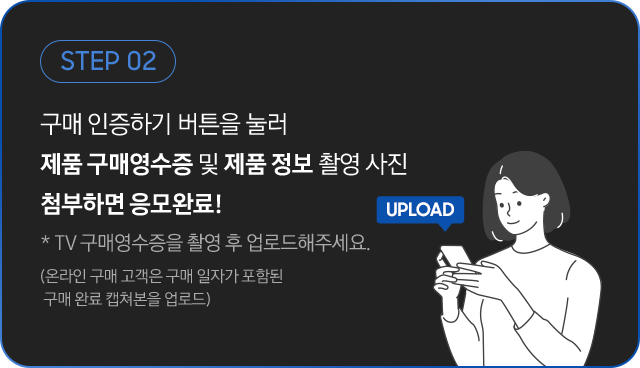 STEP 02
구매 인증하기 버튼을 눌러
제품 구매영수증 및 제품 정보 촬영 사진
첨부하면 응모완료!
UPLOAD
* TV 구매영수증을 촬영 후 업로드해주세요.
(온라인 구매 고객은 구매 일자가 포함된
구매 완료 캡쳐본을 업로드)